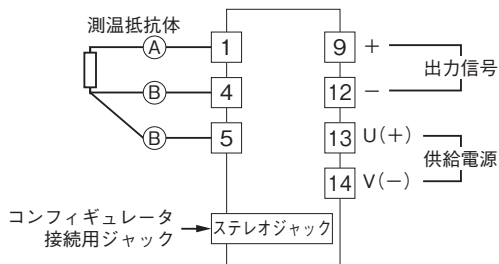 測温抵抗体
A
1
B
4
B
5
9 +
12 −
出力信号
13 U(+)
14 V(−)
供給電源
コンフィギュレータ
接続用ジャック
ステレオジャック